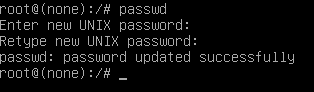 root@(none):/# passwd
Enter new UNIX password:
Retype new UNIX password:
passwd: password updated successfully
root@(none):/# _